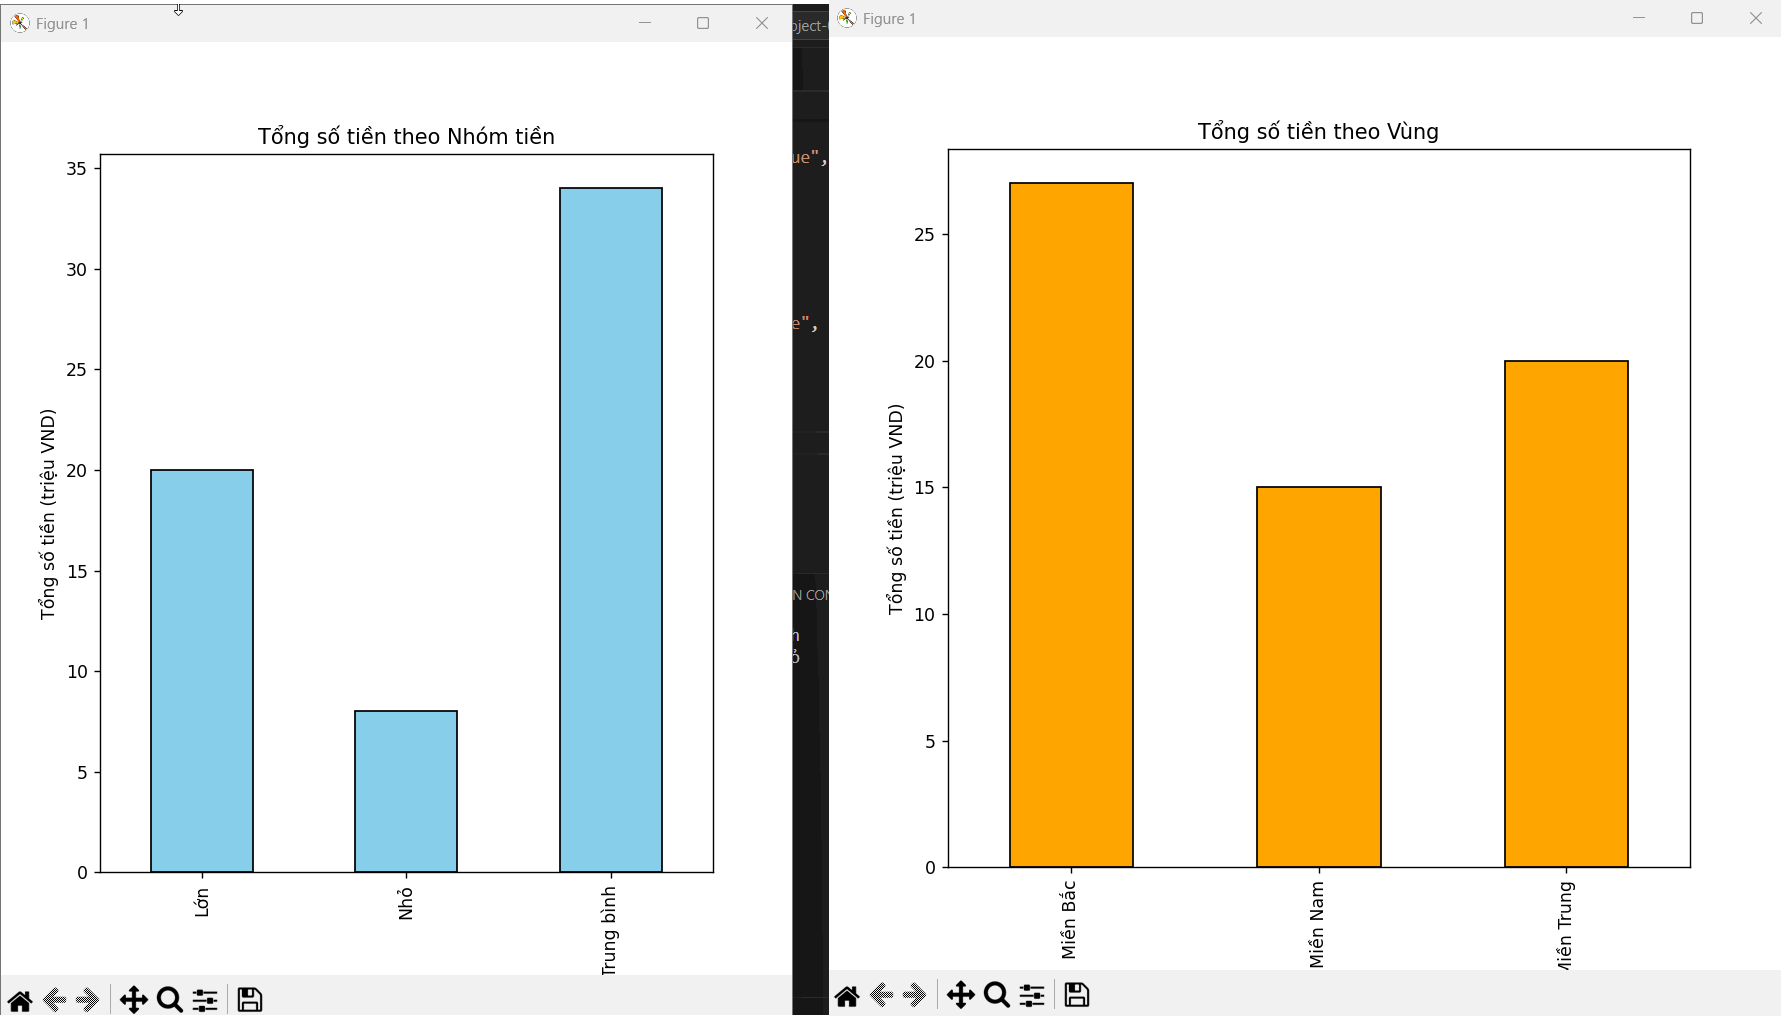 Figure 1
Tổng số tiền theo Nhóm tiền
Tổng số tiền (triệu VND)
35
30
25
20
15
10
5
0
Lớn
Nhỏ
Trung bình
ue",
e",
Figure 1
Tổng số tiền theo Vùng
Tổng số tiền (triệu VND)
25
20
15
10
5
0
Miền Bắc
Miền Nam
Miền Trung